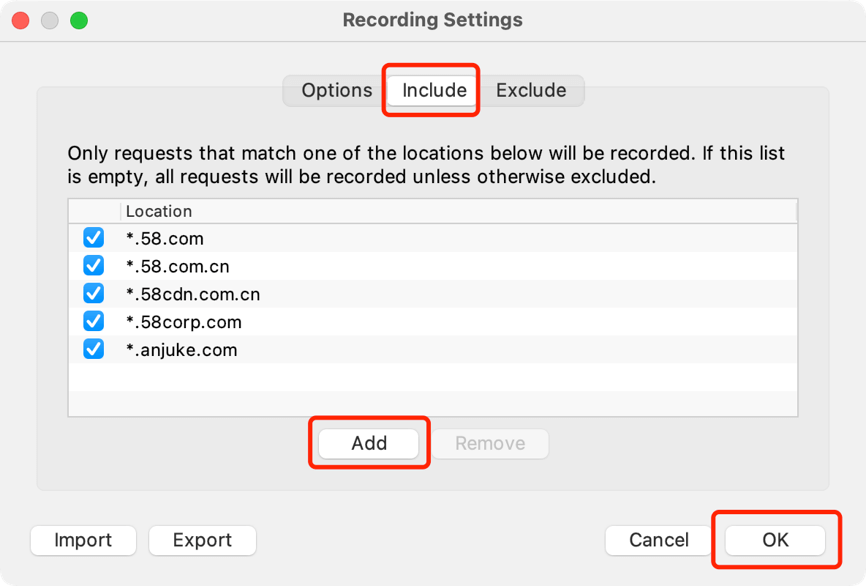 Recording Settings
Options Include Exclude
Only requests that match one of the locations below will be recorded. If this list
is empty, all requests will be recorded unless otherwise excluded.
Location
*.58.com
*.58.com.cn
*.58cdn.com.cn
*.58corp.com
*.anjuke.com
Add Remove
Import Export Cancel OK